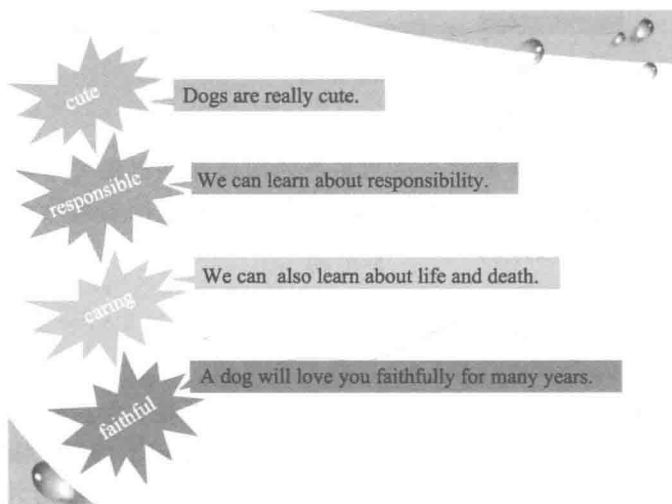 cute
Dogs are really cute.
responsible
We can learn about responsibility.
caring
We can also learn about life and death.
faithful
A dog will love you faithfully for many years.